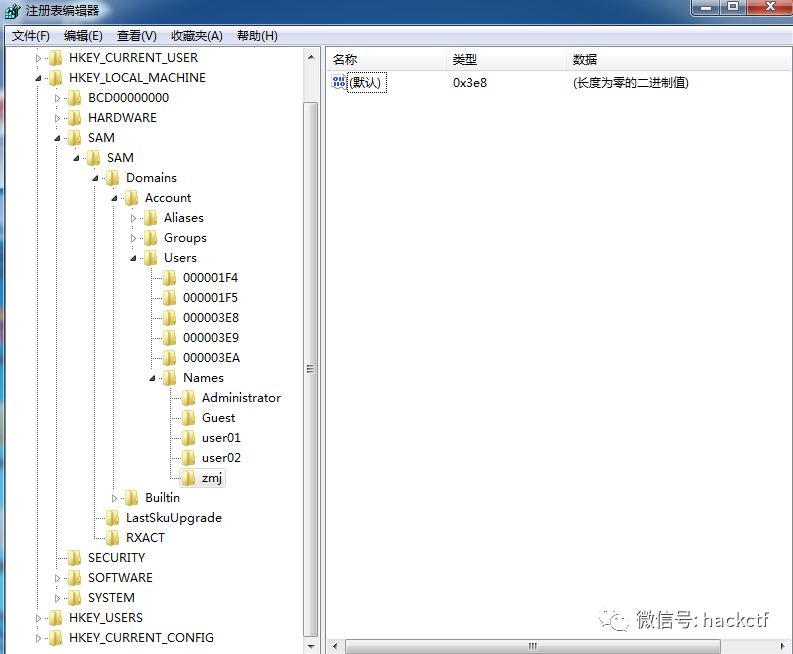 注册表编辑器
文件(F) 编辑(E) 查看(V) 收藏夹(A) 帮助(H)
HKEY_CURRENT_USER
HKEY_LOCAL_MACHINE
BCD00000000
HARDWARE
SAM
SAM
Domains
Account
Aliases
Groups
Users
000001F4
000001F5
000003E8
000003E9
000003EA
Names
Administrator
Guest
user01
user02
zmj
Builtin
LastSkuUpgrade
RXACT
SECURITY
SOFTWARE
SYSTEM
HKEY_USERS
HKEY_CURRENT_CONFIG
名称 类型 数据
(默认) 0x3e8 (长度为零的二进制值)
微信号: hackctf